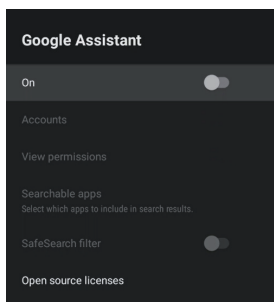 Google Assistant
On
Accounts
View permissions
Searchable apps
Select which apps to include in search results.
SafeSearch filter
Open source licenses